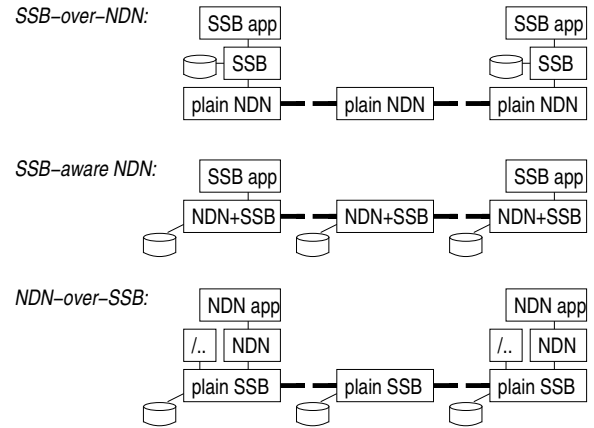 SSB–over–NDN:
SSB app SSB app
SSB SSB
plain NDN plain NDN plain NDN
SSB–aware NDN:
SSB app SSB app
NDN+SSB NDN+SSB NDN+SSB
NDN–over–SSB:
NDN app NDN app
/.. NDN /.. NDN
plain SSB plain SSB plain SSB